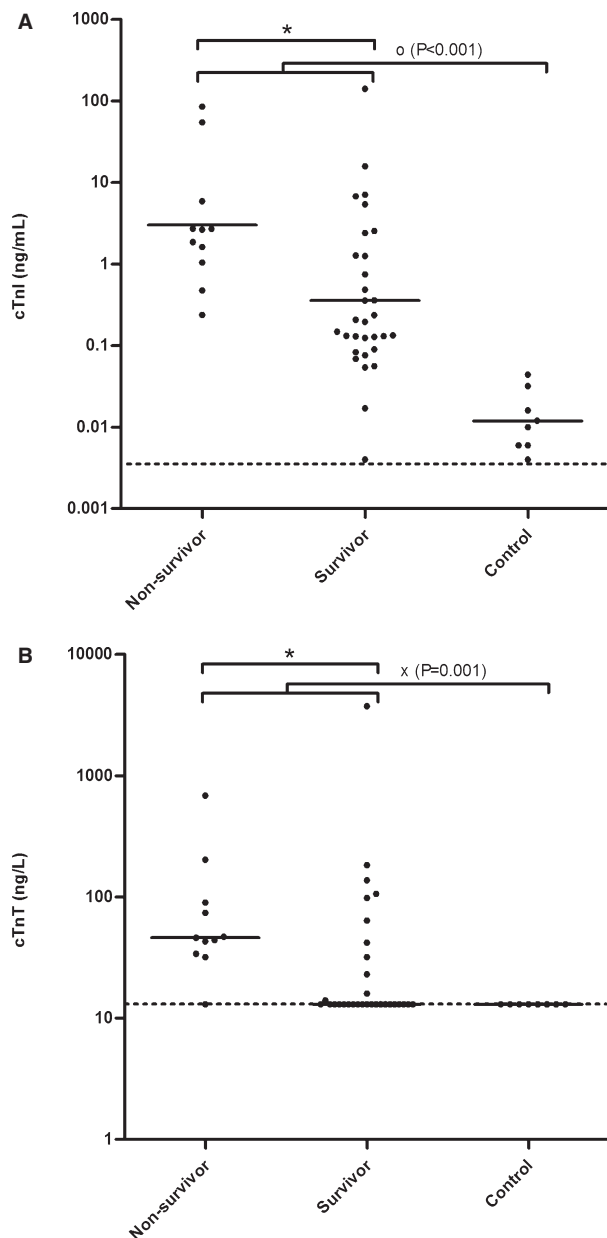 A
1000
*
o (P<0.001)
100
10
1
0.1
0.01
0.001
cTnI (ng/mL)
Non-survivor
Survivor
Control
B
10000
*
x (P=0.001)
1000
100
10
1
cTnT (ng/L)
Non-survivor
Survivor
Control